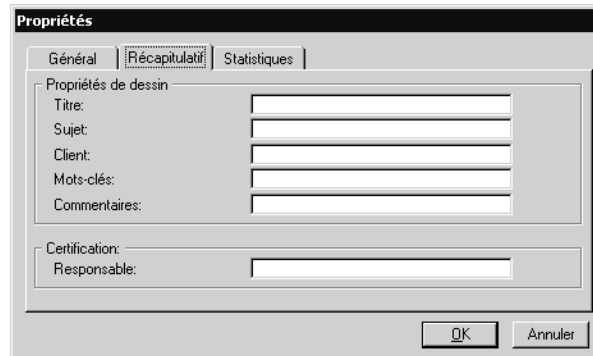 Propriétés
Général Récapitulatif Statistiques
Propriétés de dessin
Titre:
Sujet:
Client:
Mots-clés:
Commentaires:
Certification:
Responsable:
OK Annuler